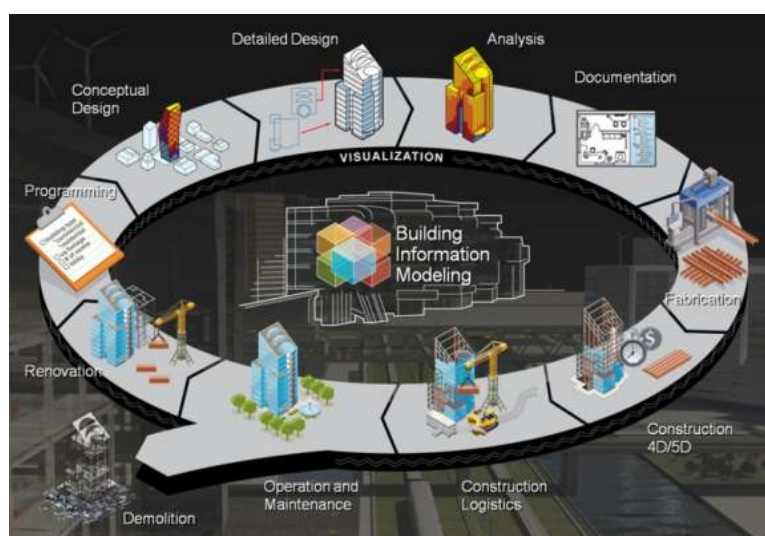 Detailed Design
Analysis
Conceptual
Design
Documentation
VISUALIZATION
Programming
Building
Information
Modeling
Fabrication
Renovation
Construction
4D/5D
Operation and
Maintenance
Construction
Logistics
Demolition
$